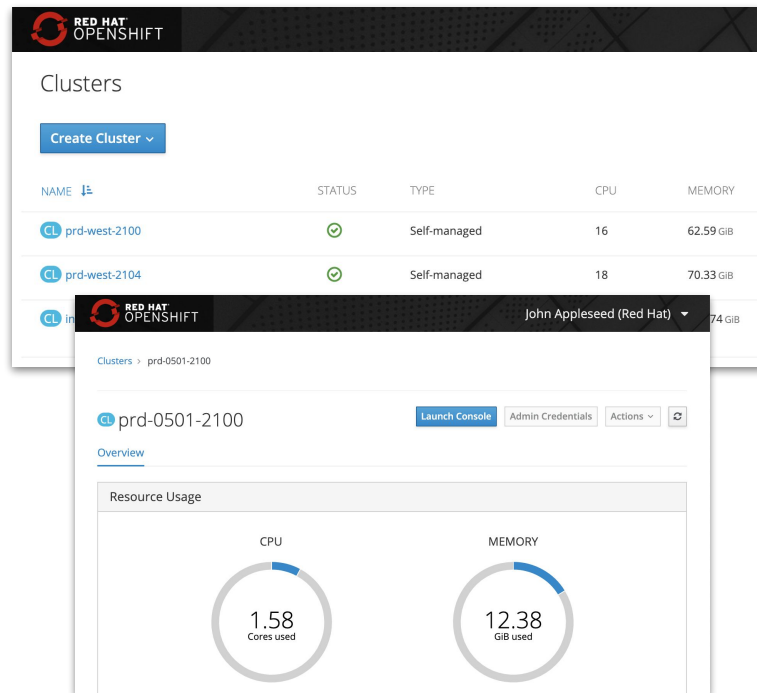 RED HAT
OPENSHIFT
Clusters
Create Cluster
NAME STATUS TYPE CPU MEMORY
CL prd-west-2100 Self-managed 16 62.59 GiB
CL prd-west-2104 Self-managed 18 70.33 GiB
CL in 74 GiB
RED HAT
OPENSHIFT
John Appleseed (Red Hat)
Clusters › prd-0501-2100
CL prd-0501-2100
Launch Console Admin Credentials Actions
Overview
Resource Usage
CPU MEMORY
1.58 12.38
Cores used GiB used